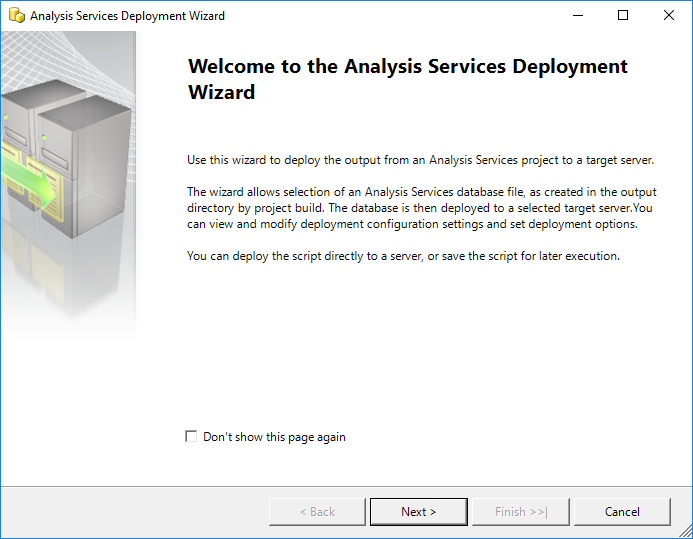 Analysis Services Deployment Wizard
Welcome to the Analysis Services Deployment
Wizard
Use this wizard to deploy the output from an Analysis Services project to a target server.
The wizard allows selection of an Analysis Services database file, as created in the output
directory by project build. The database is then deployed to a selected target server.You
can view and modify deployment configuration settings and set deployment options.
You can deploy the script directly to a server, or save the script for later execution.
Don't show this page again
< Back
Next >
Finish >>|
Cancel